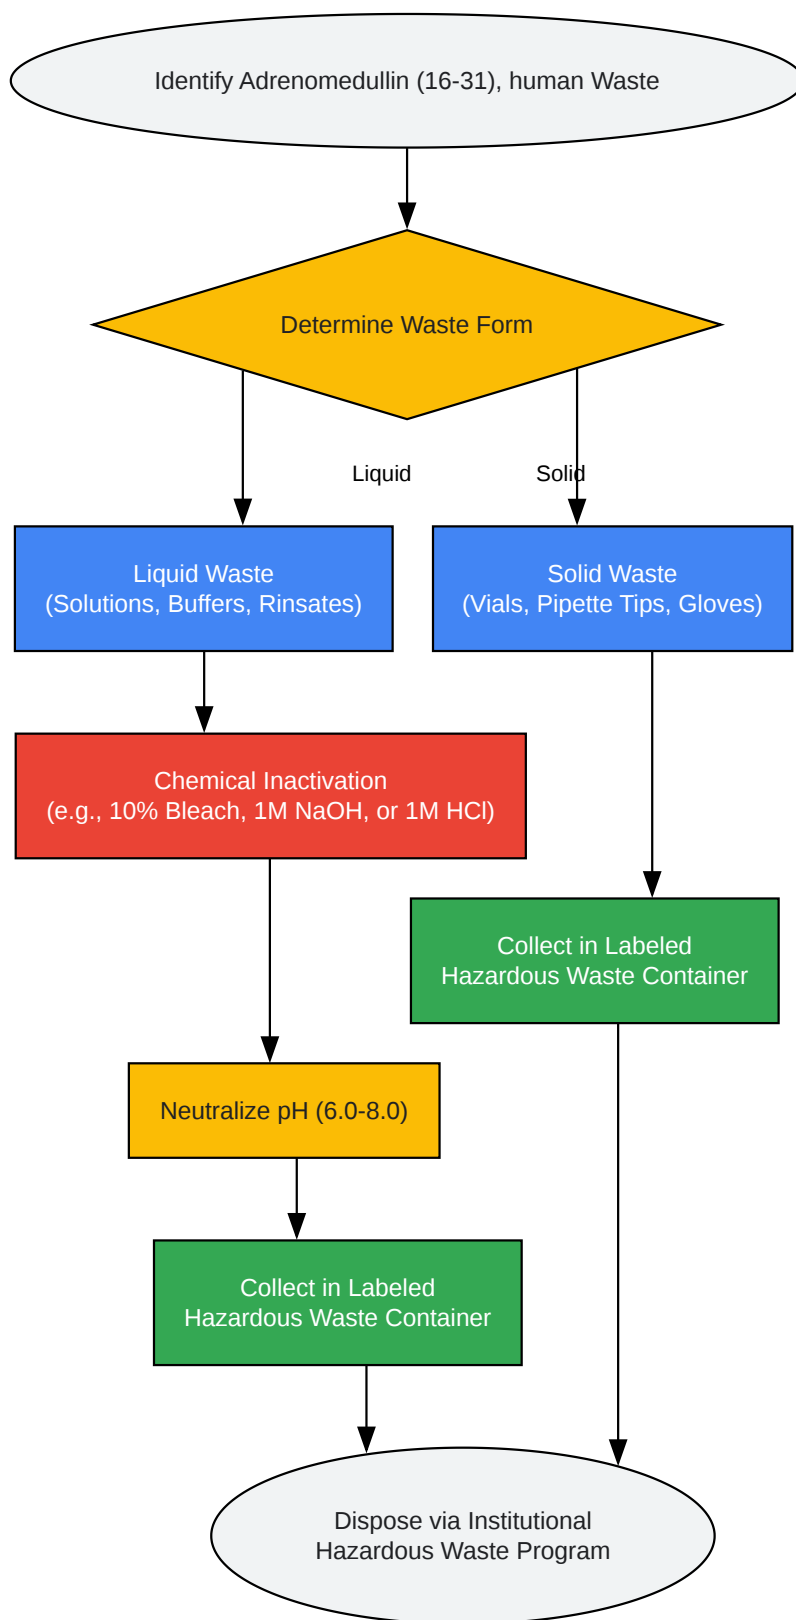 Identify Adrenomedullin (16-31), human Waste
Determine Waste Form
Liquid
Solid
Liquid Waste
(Solutions, Buffers, Rinsates)
Solid Waste
(Vials, Pipette Tips, Gloves)
Chemical Inactivation
(e.g., 10% Bleach, 1M NaOH, or 1M HCl)
Collect in Labeled
Hazardous Waste Container
Neutralize pH (6.0-8.0)
Collect in Labeled
Hazardous Waste Container
Dispose via Institutional
Hazardous Waste Program